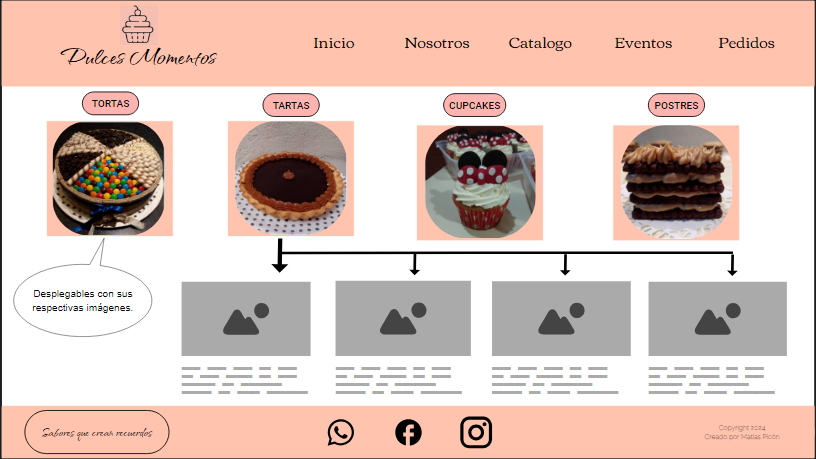 Dulces Momentos
Inicio
Nosotros
Catalogo
Eventos
Pedidos
TORTAS
TARTAS
CUPCAKES
POSTRES
Desplegables con sus
respectivas imágenes.
Sabores que crean recuerdos
Copyright 2024
Creado por Matias Picón